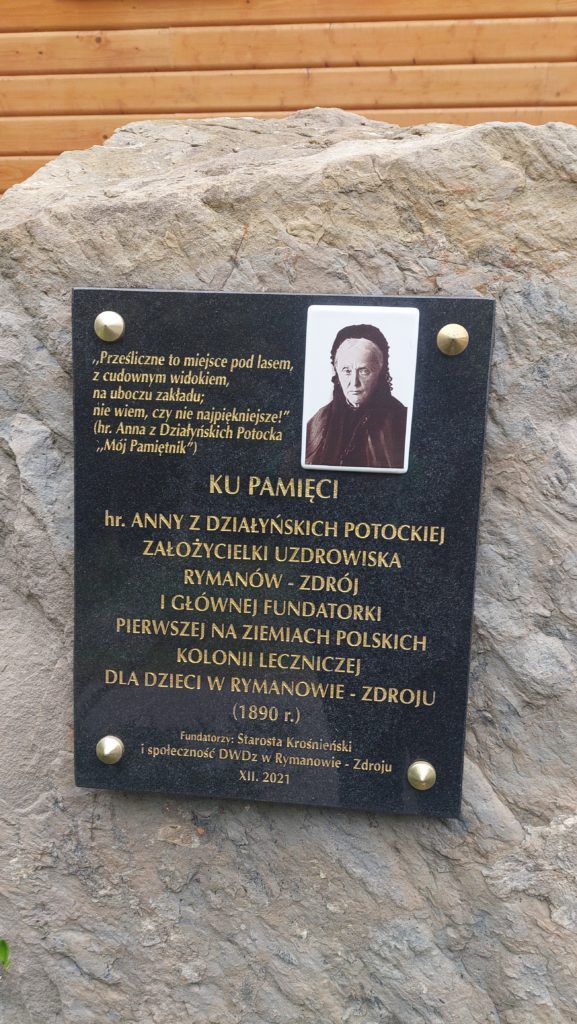 ,,Prześliczne to miejsce pod lasem,
z cudownym widokiem,
na uboczu zakładu;
nie wiem, czy nie najpiękniejsze!”
(hr. Anna z Działyńskich Potocka
,,Mój Pamiętnik”)
KU PAMIĘCI
hr. ANNY Z DZIAŁYŃSKICH POTOCKIEJ
ZAŁOŻYCIELKI UZDROWISKA
RYMANÓW - ZDRÓJ
I GŁÓWNEJ FUNDATORKI
PIERWSZEJ NA ZIEMIACH POLSKICH
KOLONII LECZNICZEJ
DLA DZIECI W RYMANOWIE - ZDROJU
(1890 r.)
Fundatorzy: Starosta Krośnieński
i społeczność DWDz w Rymanowie - Zdroju
XII. 2021